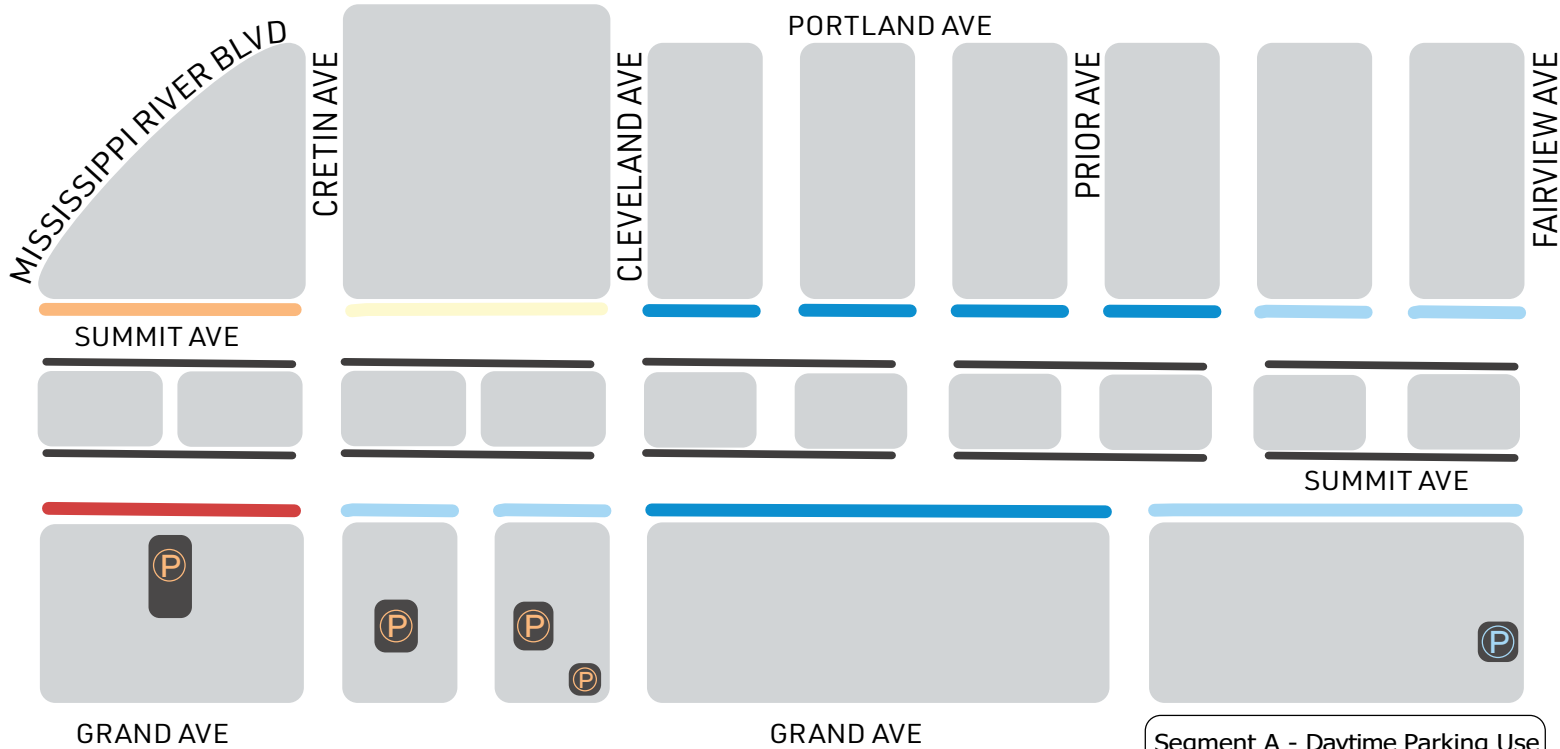 PORTLAND AVE
MISSISSIPPI RIVER BLVD
CRETIN AVE
CLEVELAND AVE
PRIOR AVE
FAIRVIEW AVE
SUMMIT AVE
SUMMIT AVE
P
P
P
P
P
GRAND AVE
GRAND AVE
Segment A - Daytime Parking Use